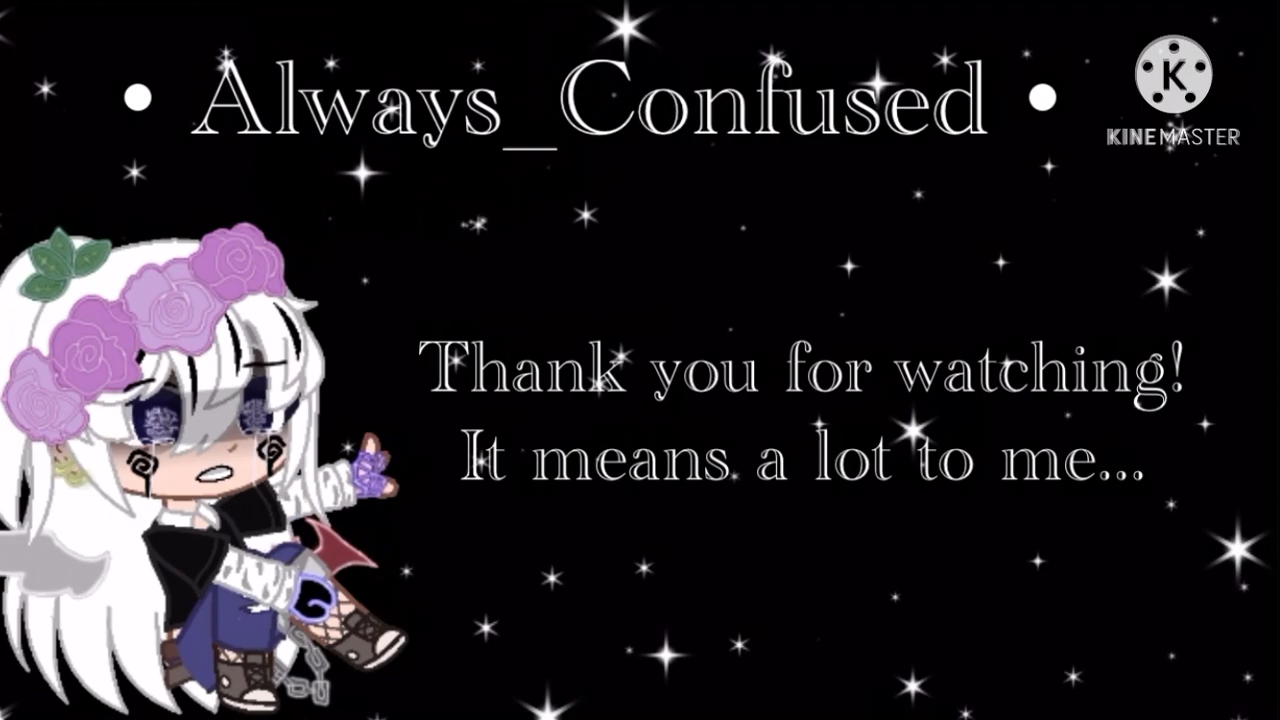 • Always_Confused •
K
KINEMASTER
Thank you for watching!
It means a lot to me...